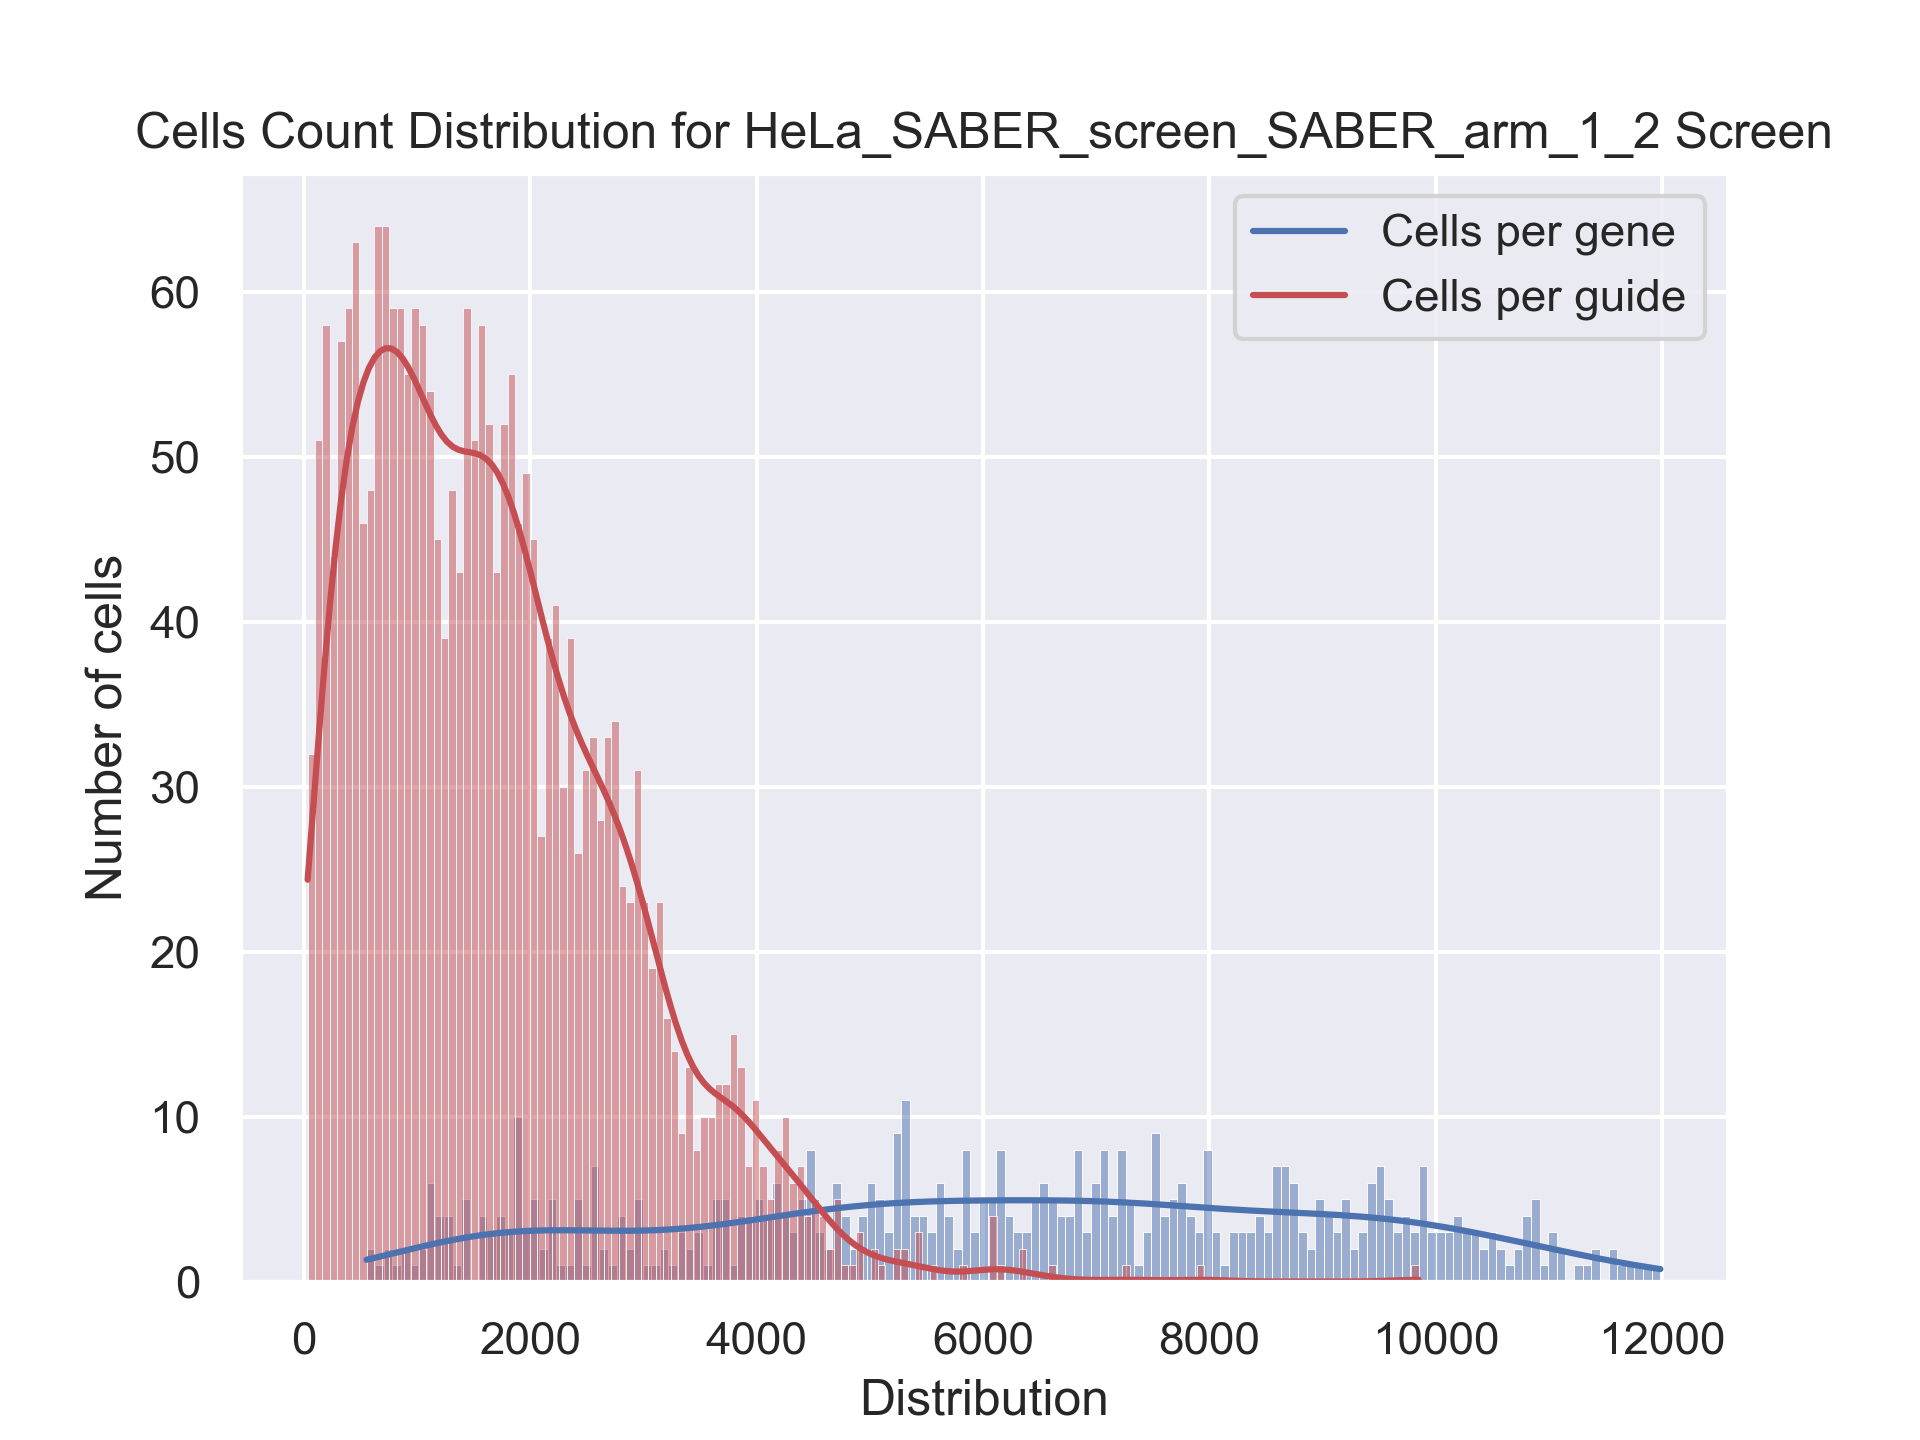 Cells Count Distribution for HeLa_SABER_screen_SABER_arm_1_2 Screen
Cells per gene
Cells per guide
Number of cells
60
50
40
30
20
10
0
0 2000 4000 6000 8000 10000 12000
Distribution